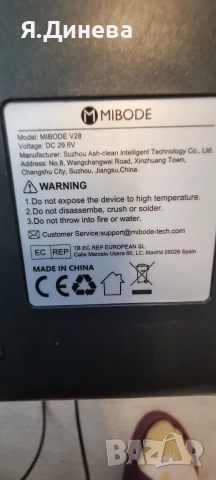 Я.Динева
MIBODE
Model: MIBODE V28
Voltage: DC 29.6V
Manufacturer: Suzhou Ash-clean intelligent Technology Co., Ltd.
Address: No.8, Wangchangwei Road, Xinzhuang Town,
Changshu City, Suzhou, Jiangsu,China.
WARNING
1.Do not expose the device to high temperature.
2.Do not disassembe, crush or solder.
3.Do not throw into fire or water.
Customer Service:support@mibode-tech.com
EC REP TB EC REP EUROPEAN SL
Calle Marcelo Usera 60, LC. Madrid 28026 Spain
MADE IN CHINA
CE
BAZAR